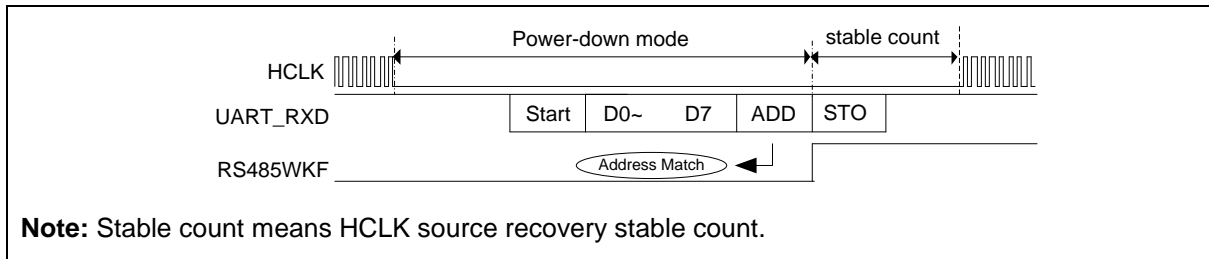 Power-down mode
stable count
HCLK
UART_RXD
Start D0~ D7 ADD STO
RS485WKF
Address Match
Note: Stable count means HCLK source recovery stable count.